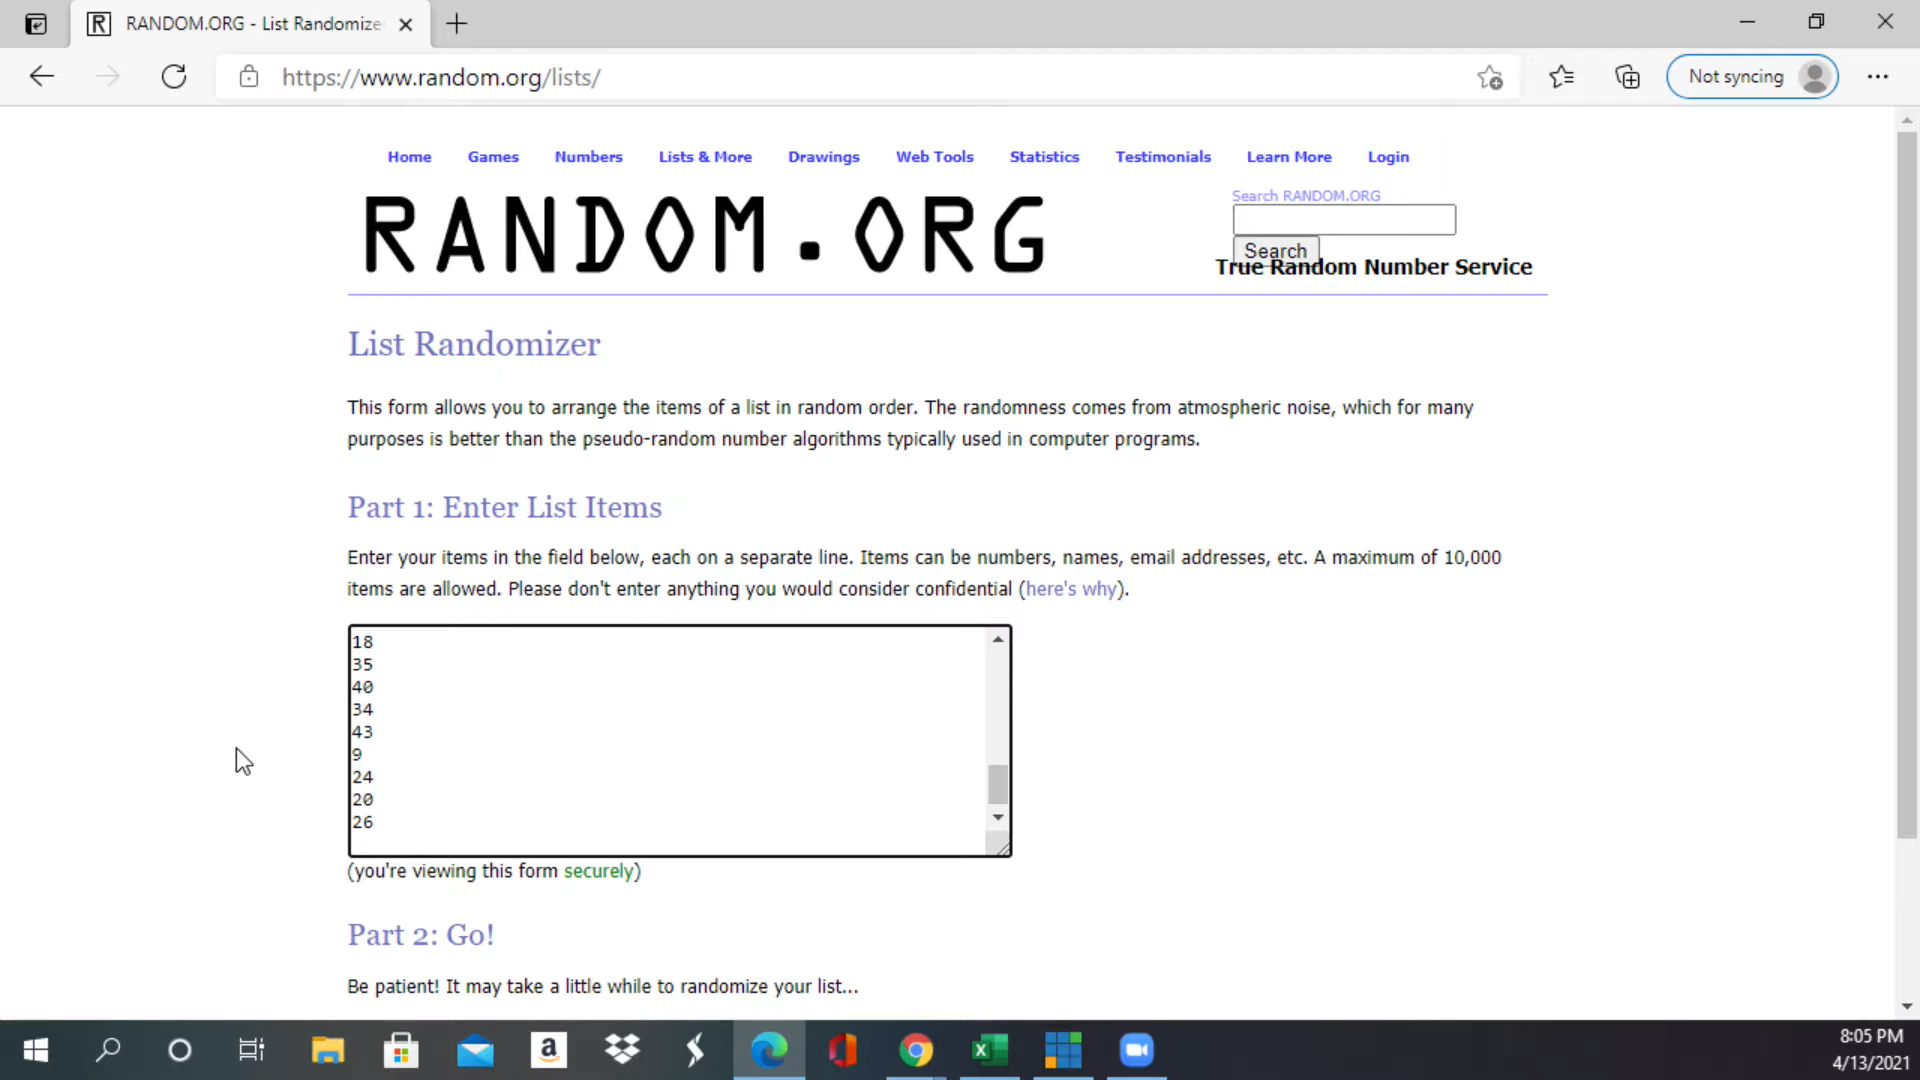 RANDOM.ORG - List Randomize
https://www.random.org/lists/
Not syncing
Home Games Numbers Lists & More Drawings Web Tools Statistics Testimonials Learn More Login
RANDOM.ORG
Search RANDOM.ORG
Search
True Random Number Service
List Randomizer
This form allows you to arrange the items of a list in random order. The randomness comes from atmospheric noise, which for many
purposes is better than the pseudo-random number algorithms typically used in computer programs.
Part 1: Enter List Items
Enter your items in the field below, each on a separate line. Items can be numbers, names, email addresses, etc. A maximum of 10,000
items are allowed. Please don't enter anything you would consider confidential (here's why).
18
35
40
34
43
9
24
20
26
(you're viewing this form securely)
Part 2: Go!
Be patient! It may take a little while to randomize your list...
8:05 PM
4/13/2021